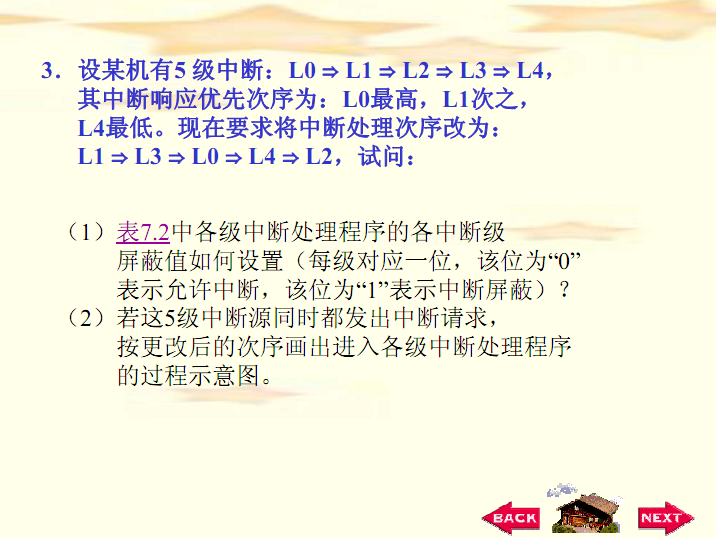 3．设某机有5 级中断：L0 ⇒ L1 ⇒ L2 ⇒ L3 ⇒ L4，
其中断响应优先次序为：L0最高，L1次之，
L4最低。现在要求将中断处理次序改为：
L1 ⇒ L3 ⇒ L0 ⇒ L4 ⇒ L2，试问：
（1）表7.2中各级中断处理程序的各中断级
屏蔽值如何设置（每级对应一位，该位为“0”
表示允许中断，该位为“1”表示中断屏蔽）？
（2）若这5级中断源同时都发出中断请求，
按更改后的次序画出进入各级中断处理程序
的过程示意图。
BACK
NEXT